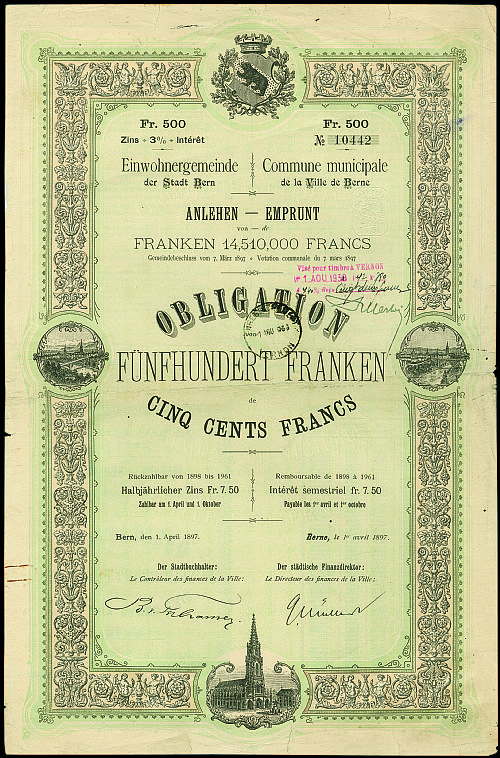 Fr. 500 Fr. 500
Zins ÷ 3% ÷ Intérêt № 10442
Einwohnergemeinde Commune municipale
der Stadt Bern de la Ville de Berne
ANLEHEN — EMPRUNT
von — de
FRANKEN 14,510,000 FRANCS
Gemeindebeschluss vom 7. März 1897 Votation communale du 7 mars 1897
Visé pour timbre à VERNON
OBLIGATION
FÜNFHUNDERT FRANKEN
de
CINQ CENTS FRANCS
Rückzahlbar von 1898 bis 1961 Remboursable de 1898 à 1961
Halbjährlicher Zins Fr. 7. 50 Intérêt semestriel fr. 7. 50
Zahlbar am 1. April und 1. Oktober Payable les 1er avril et 1er octobre
Bern, den 1. April 1897. Berne, le 1er avril 1897.
Der Stadtbuchhalter: Der städtische Finanzdirektor:
Le Contrôleur des finances de la Ville: Le Directeur des finances de la Ville: